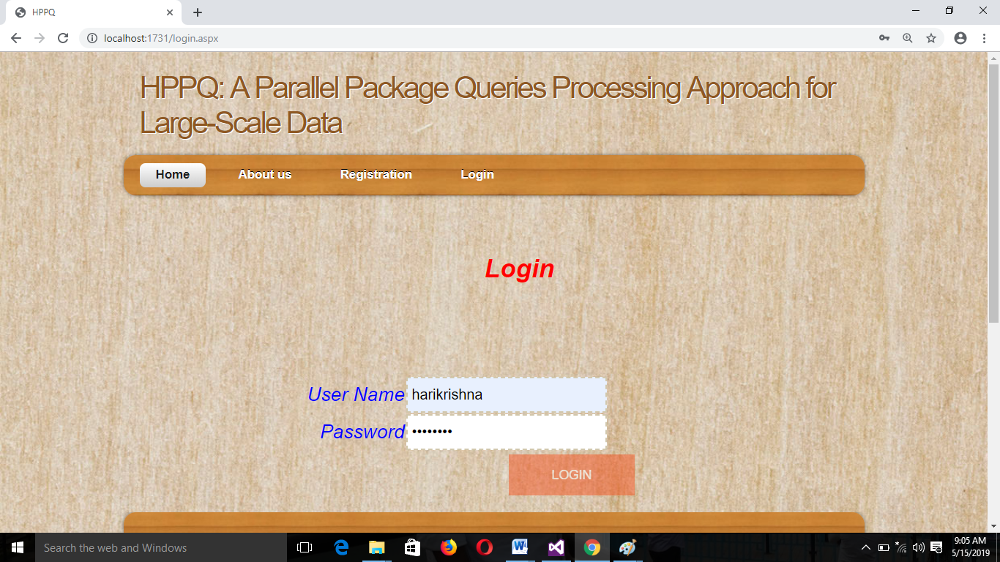 HPPQ
localhost:1731/login.aspx
HPPQ: A Parallel Package Queries Processing Approach for
Large-Scale Data
Home About us Registration Login
Login
User Name harikrishna
Password ••••••••
LOGIN
Search the web and Windows
9:05 AM
5/15/2019